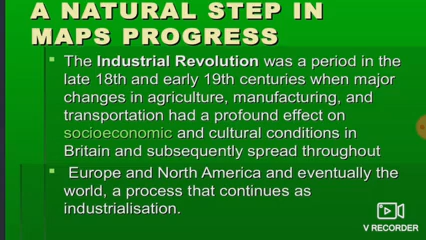 A NATURAL STEP IN
MAPS PROGRESS
The Industrial Revolution was a period in the
late 18th and early 19th centuries when major
changes in agriculture, manufacturing, and
transportation had a profound effect on
socioeconomic and cultural conditions in
Britain and subsequently spread throughout
Europe and North America and eventually the
world, a process that continues as
industrialisation.
V RECORDER